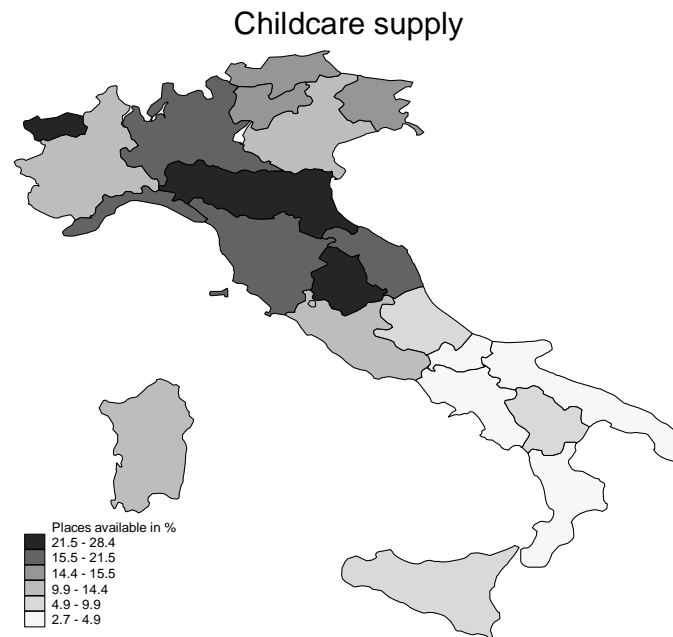 Childcare supply
Places available in %
21.5 - 28.4
15.5 - 21.5
14.4 - 15.5
9.9 - 14.4
4.9 - 9.9
2.7 - 4.9